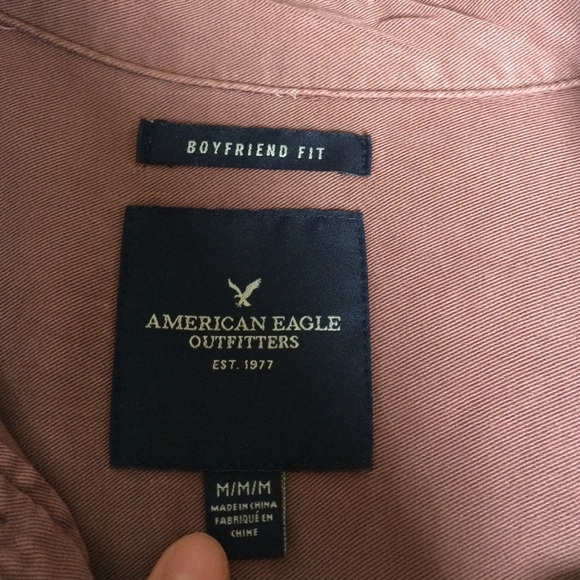 BOYFRIEND FIT
AMERICAN EAGLE
OUTFITTERS
EST. 1977
M/M/M
MADE IN CHINA
FABRIQUÉ EN
CHINE